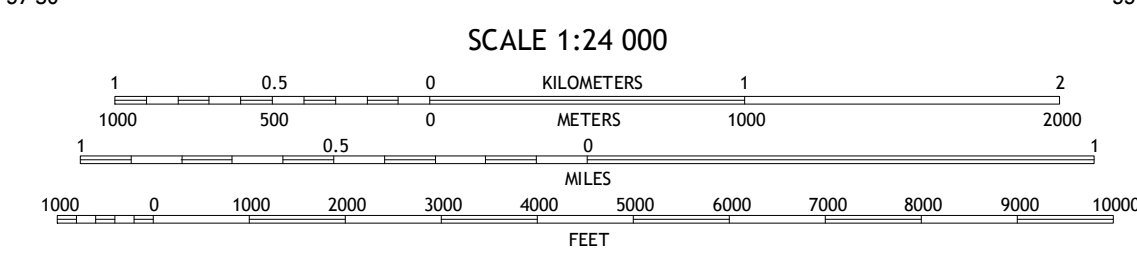 SCALE 1:24 000
1 0.5 0 KILOMETERS 1 2
1000 500 0 METERS 1000 2000
1 0.5 0 1
MILES
1000 0 1000 2000 3000 4000 5000 6000 7000 8000 9000 10000
FEET